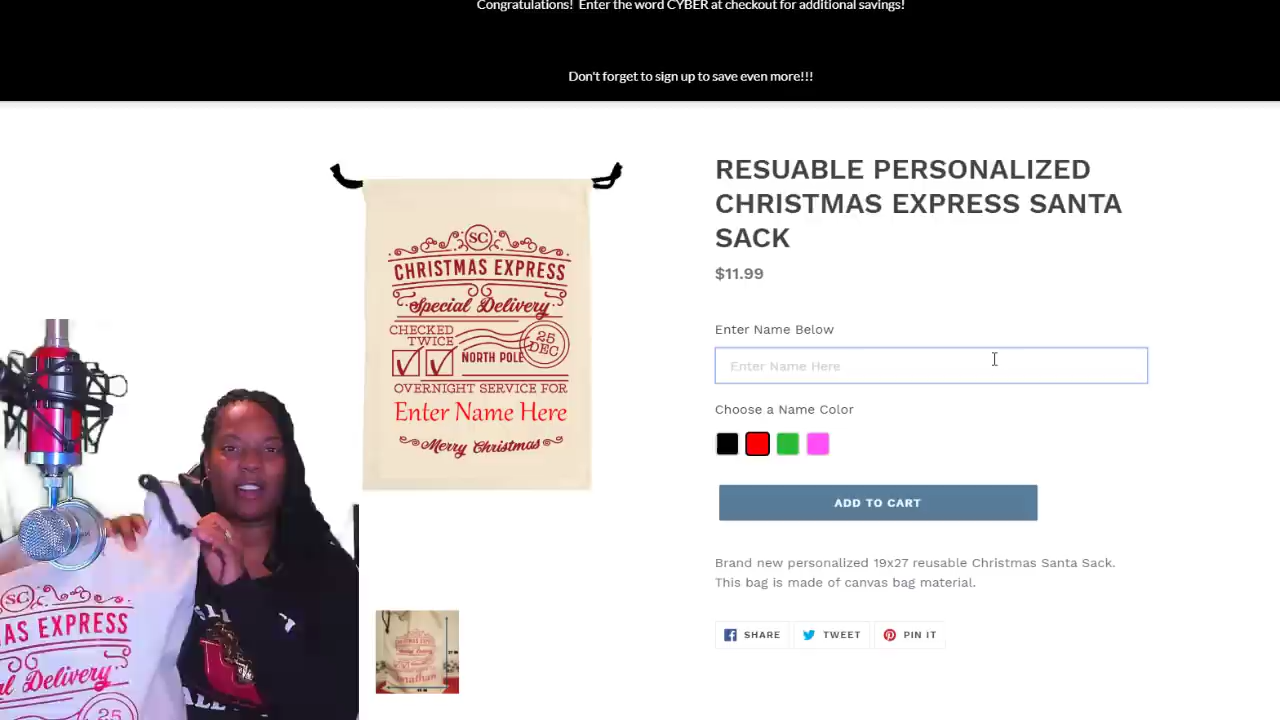 Congratulations! Enter the word CYBER at checkout for additional savings!
Don't forget to sign up to save even more!!!
SC
CHRISTMAS EXPRESS
Special Delivery
CHECKED
TWICE
NORTH POLE
25
DEC
OVERNIGHT SERVICE FOR
Enter Name Here
Merry Christmas
RESUABLE PERSONALIZED
CHRISTMAS EXPRESS SANTA
SACK
$11.99
Enter Name Below
Enter Name Here
Choose a Name Color
ADD TO CART
Brand new personalized 19x27 reusable Christmas Santa Sack.
This bag is made of canvas bag material.
SHARE
TWEET
PIN IT
SC
AS EXPRESS
al Delivery
25